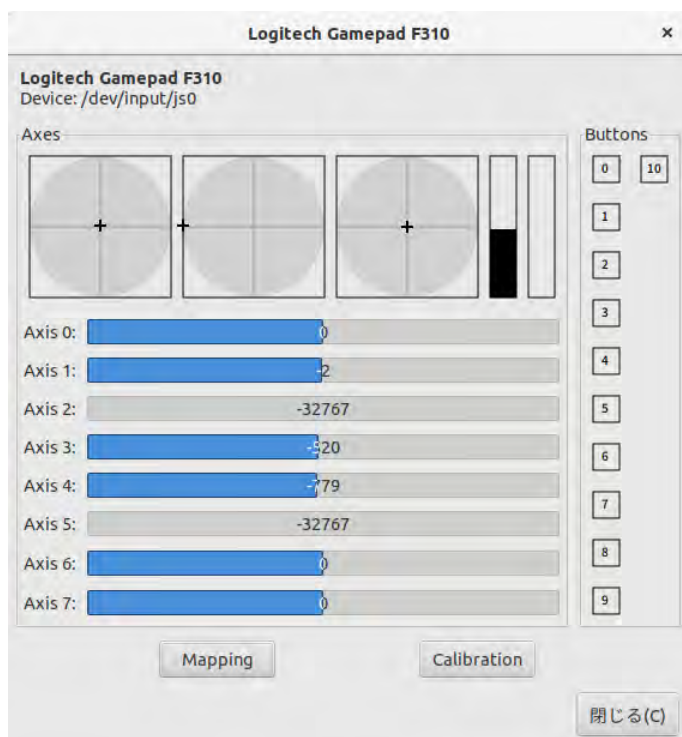 Logitech Gamepad F310 ×
Logitech Gamepad F310
Device: /dev/input/js0
Axes
Axis 0: 0
Axis 1: -2
Axis 2: -32767
Axis 3: -520
Axis 4: -779
Axis 5: -32767
Axis 6: 0
Axis 7: 0
Mapping Calibration
Buttons
0 10
1
2
3
4
5
6
7
8
9
閉じる(C)